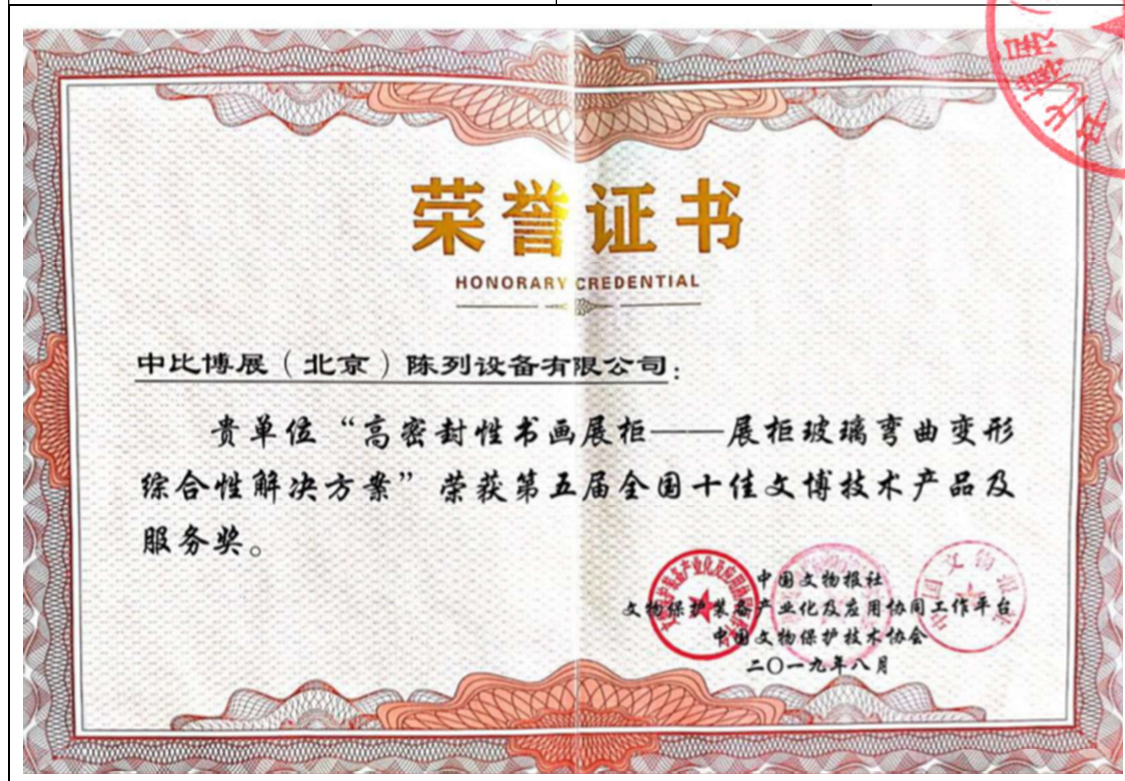 荣誉证书
HONORARY CREDENTIAL
中比博展（北京）陈列设备有限公司：
贵单位“高密封性书画展柜——展柜玻璃弯曲变形
综合性解决方案”荣获第五届全国十佳文博技术产品及
服务奖。
中国文物报社
文物保护装备产业化及应用协同工作平台
中国文物保护技术协会
二〇一九年八月
中比博展（